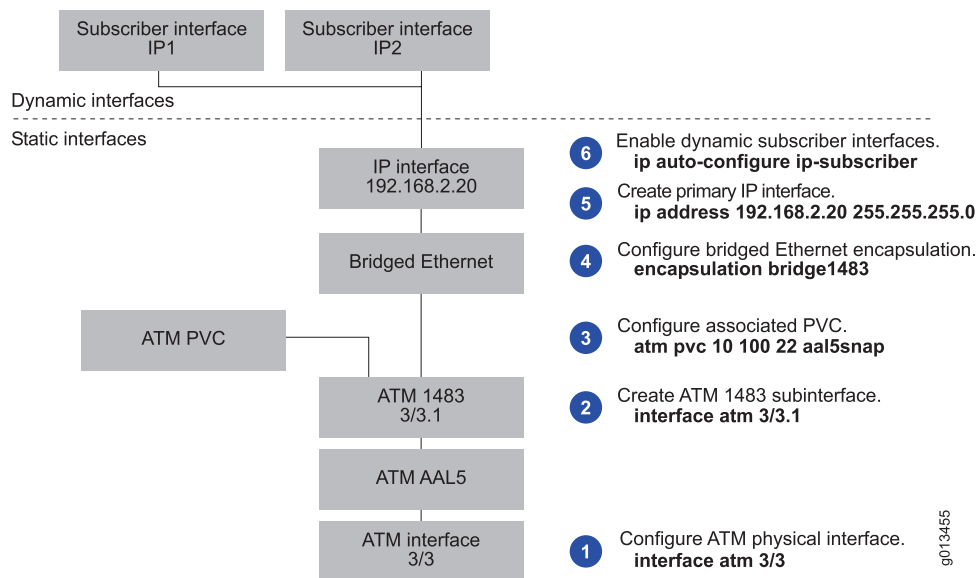 Subscriber interface
IP1
Subscriber interface
IP2
Dynamic interfaces
Static interfaces
IP interface
192.168.2.20
6
Enable dynamic subscriber interfaces.
ip auto-configure ip-subscriber
5
Create primary IP interface.
ip address 192.168.2.20 255.255.255.0
Bridged Ethernet
4
Configure bridged Ethernet encapsulation.
encapsulation bridge1483
ATM PVC
3
Configure associated PVC.
atm pvc 10 100 22 aal5snap
ATM 1483
3/3.1
2
Create ATM 1483 subinterface.
interface atm 3/3.1
ATM AAL5
ATM interface
3/3
1
Configure ATM physical interface.
interface atm 3/3
g013455